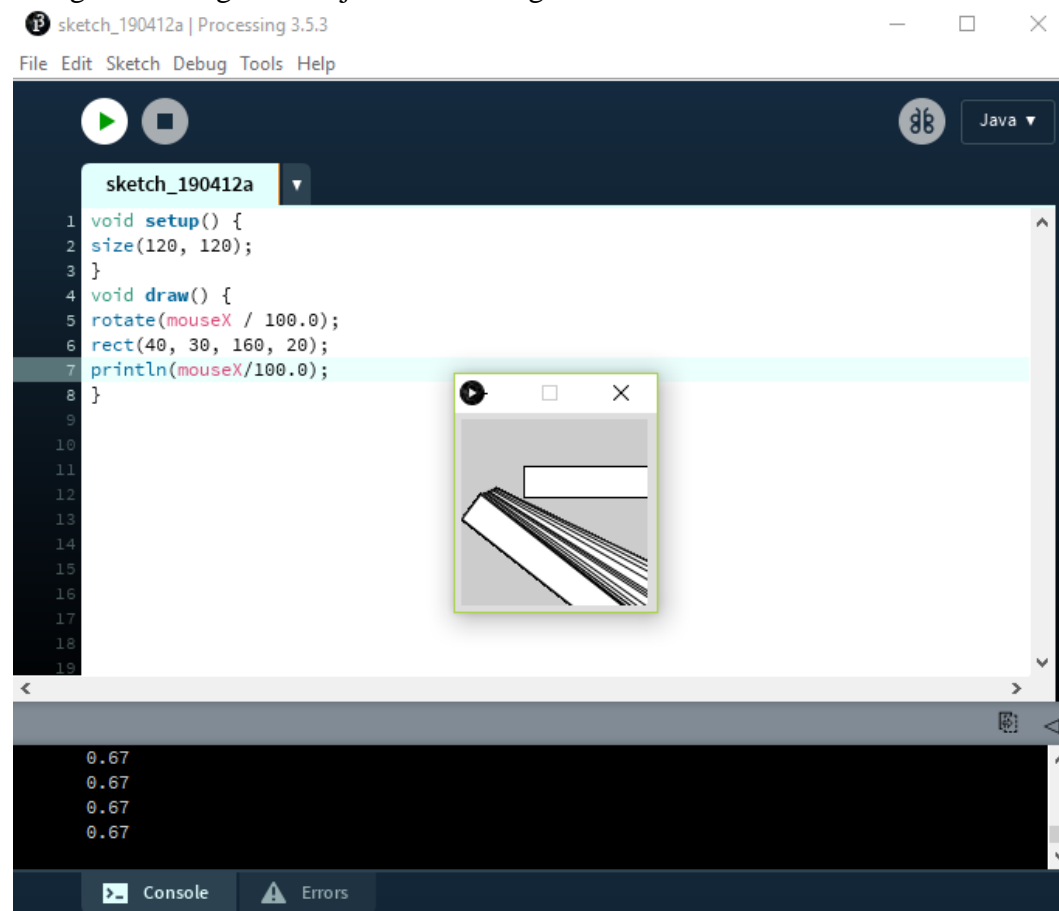 sketch_190412a | Processing 3.5.3
File Edit Sketch Debug Tools Help
Java ▼
sketch_190412a ▼
1 void setup() {
2 size(120, 120);
3 }
4 void draw() {
5 rotate(mouseX / 100.0);
6 rect(40, 30, 160, 20);
7 println(mouseX/100.0);
8 }
9
10
11
12
13
14
15
16
17
18
19
0.67
0.67
0.67
0.67
Console Errors